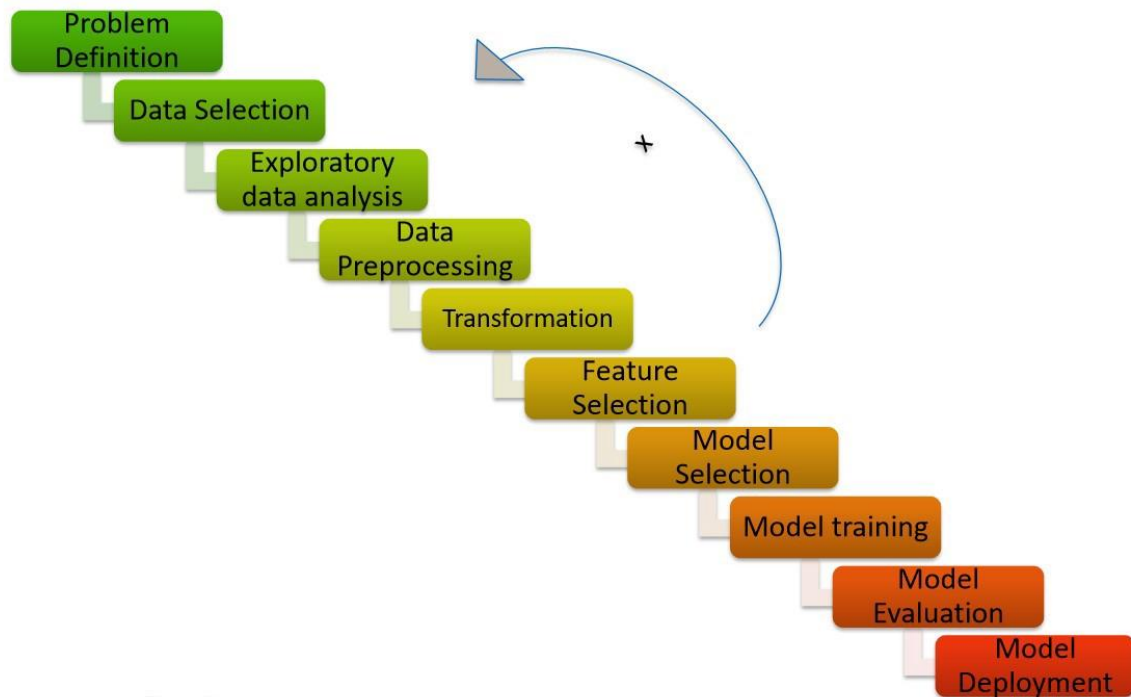 Problem
Definition
Data Selection
Exploratory
data analysis
Data
Preprocessing
Transformation
Feature
Selection
Model
Selection
Model training
Model
Evaluation
Model
Deployment